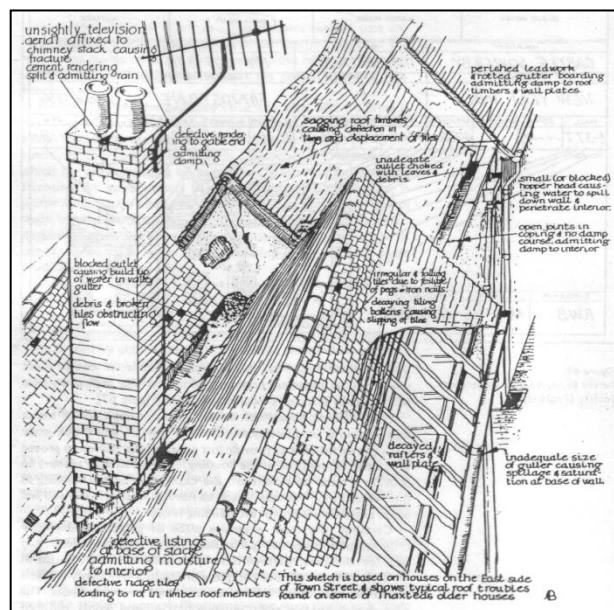 unsightly television
aerial affixed to
chimney stack causing
fracture
cement rendering
split & admitting rain
perished leadwork
& rotted gutter boarding
admitting damp to roof
timbers & wall plates
sagging roof timbers
causing deflection in
tiling and displacement of tiles
defective render-
ing to gable end
admitting
damp
inadequate
outlet choked
with leaves &
debris
small (or blocked)
hopper head caus-
ing water to spill
down wall &
penetrate interior
open joints in
coping & no damp
course, admitting
damp to interior
blocked outlet
causing build up
of water in valley
gutter
debris & broken
tiles obstructing
flow
irregular & falling
tiles due to failure
of pegs or iron nails
decaying tiling
battens causing
slipping of tiles
decayed
rafters &
wall plate
inadequate size
of gutter causing
spillage & satura-
tion at base of wall.
defective listings
at base of stacks
admitting moisture
to interior
defective ridge tiles
leading to rot in timber roof members
This sketch is based on houses on the East side
of Town Street, & shows typical roof troubles
found on some of Thaxted's older houses
AB